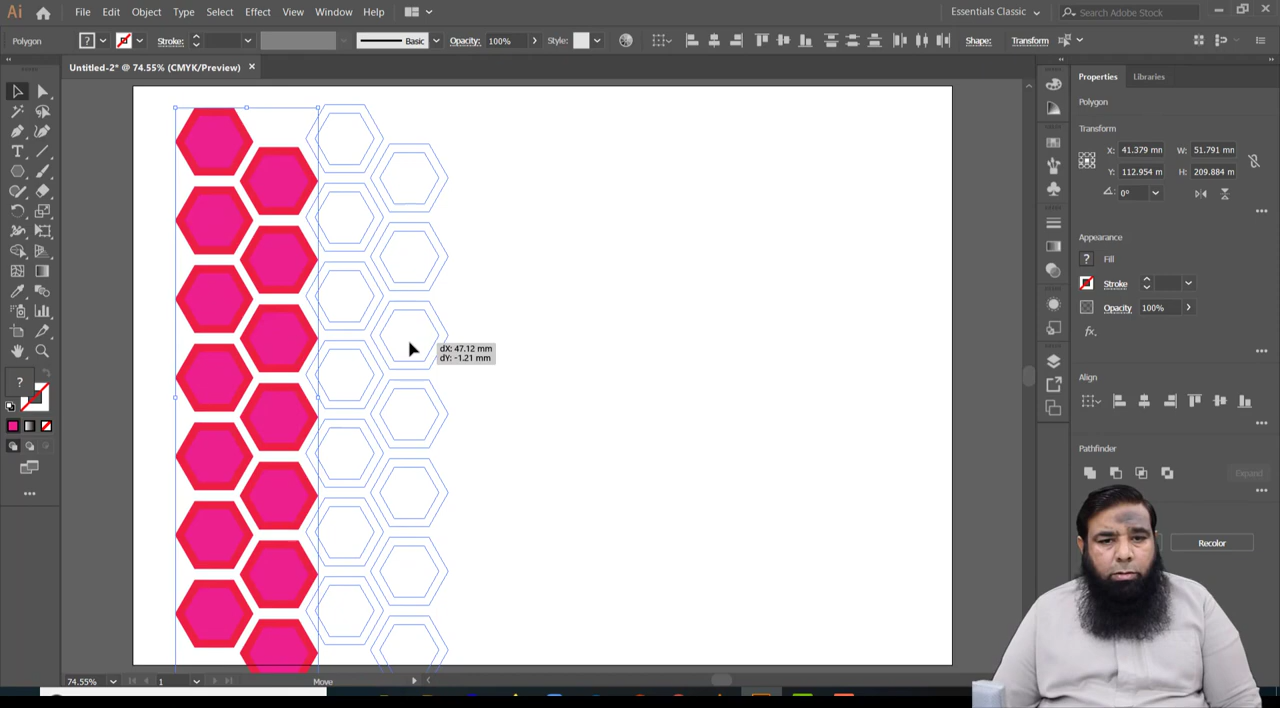 Ai File Edit Object Type Select Effect View Window Help Essentials Classic Search Adobe Stock
Polygon ? Stroke: Basic Opacity: 100% Style: Shape: Transform
Untitled-2* @ 74.55% (CMYK/Preview) ×
Properties Libraries
Polygon
Transform
X: 41.379 mm W: 51.791 mm
Y: 112.954 mm H: 209.884 m
0°
Appearance
? Fill
Stroke
Opacity 100%
fx.
Align
Pathfinder
Expand
Recolor
dX: 47.12 mm
dY: -1.21 mm
?
74.55% 1 Move